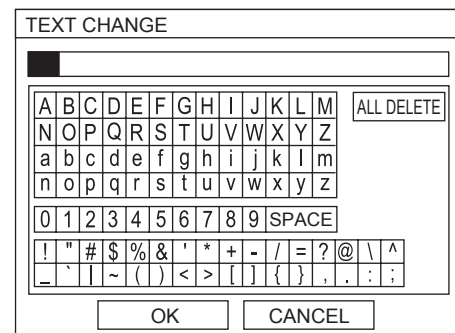 TEXT CHANGE
A B C D E F G H I J K L M ALL DELETE
N O P Q R S T U V W X Y Z
a b c d e f g h i j k l m
n o p q r s t u v w x y z
0 1 2 3 4 5 6 7 8 9 SPACE
! " # $ % & ' * + - / = ? @ \ ^
_ ` | ~ ( ) < > [ ] { } , . : ;
OK CANCEL